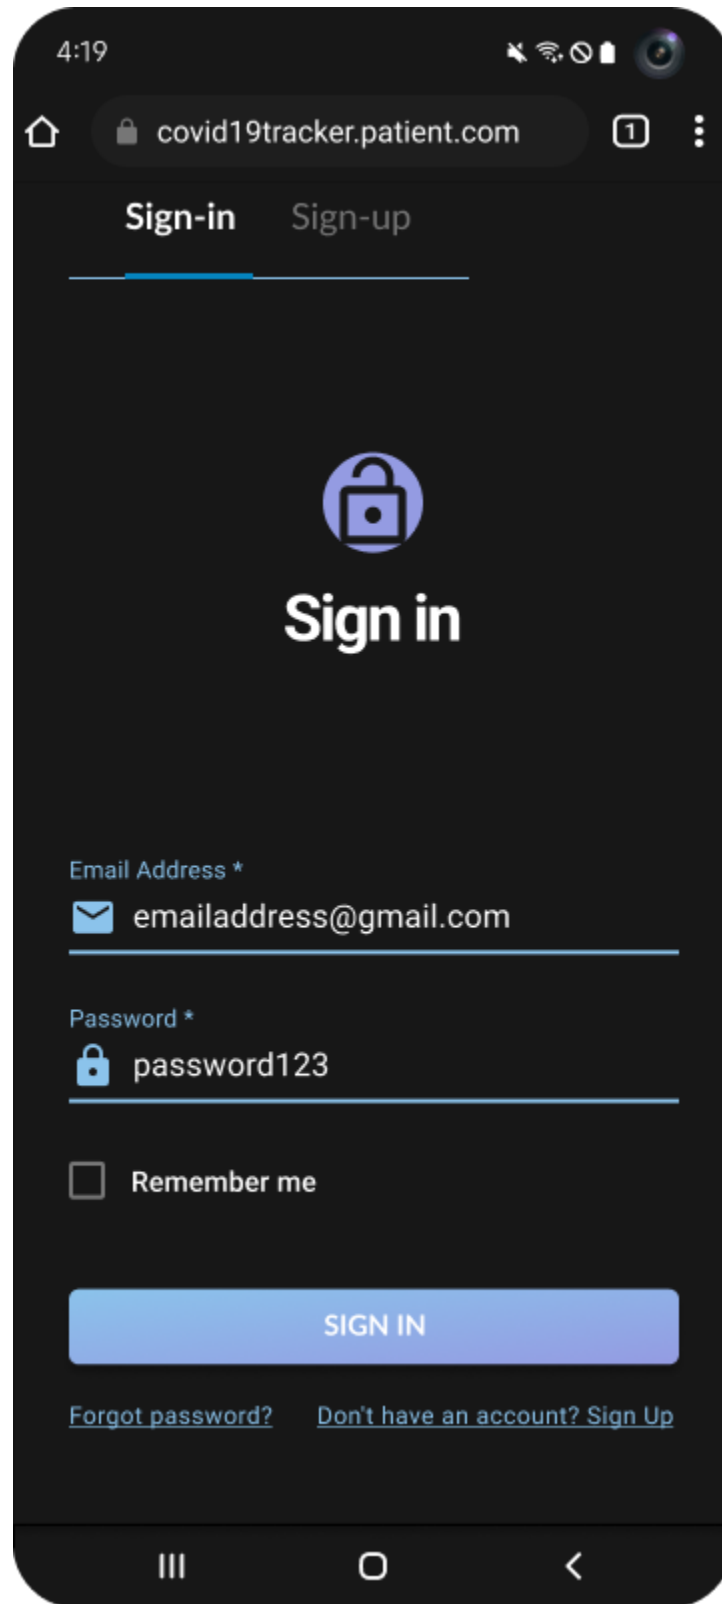 4:19
covid19tracker.patient.com 1
Sign-in Sign-up
Sign in
Email Address *
emailaddress@gmail.com
Password *
password123
Remember me
SIGN IN
Forgot password? Don't have an account? Sign Up